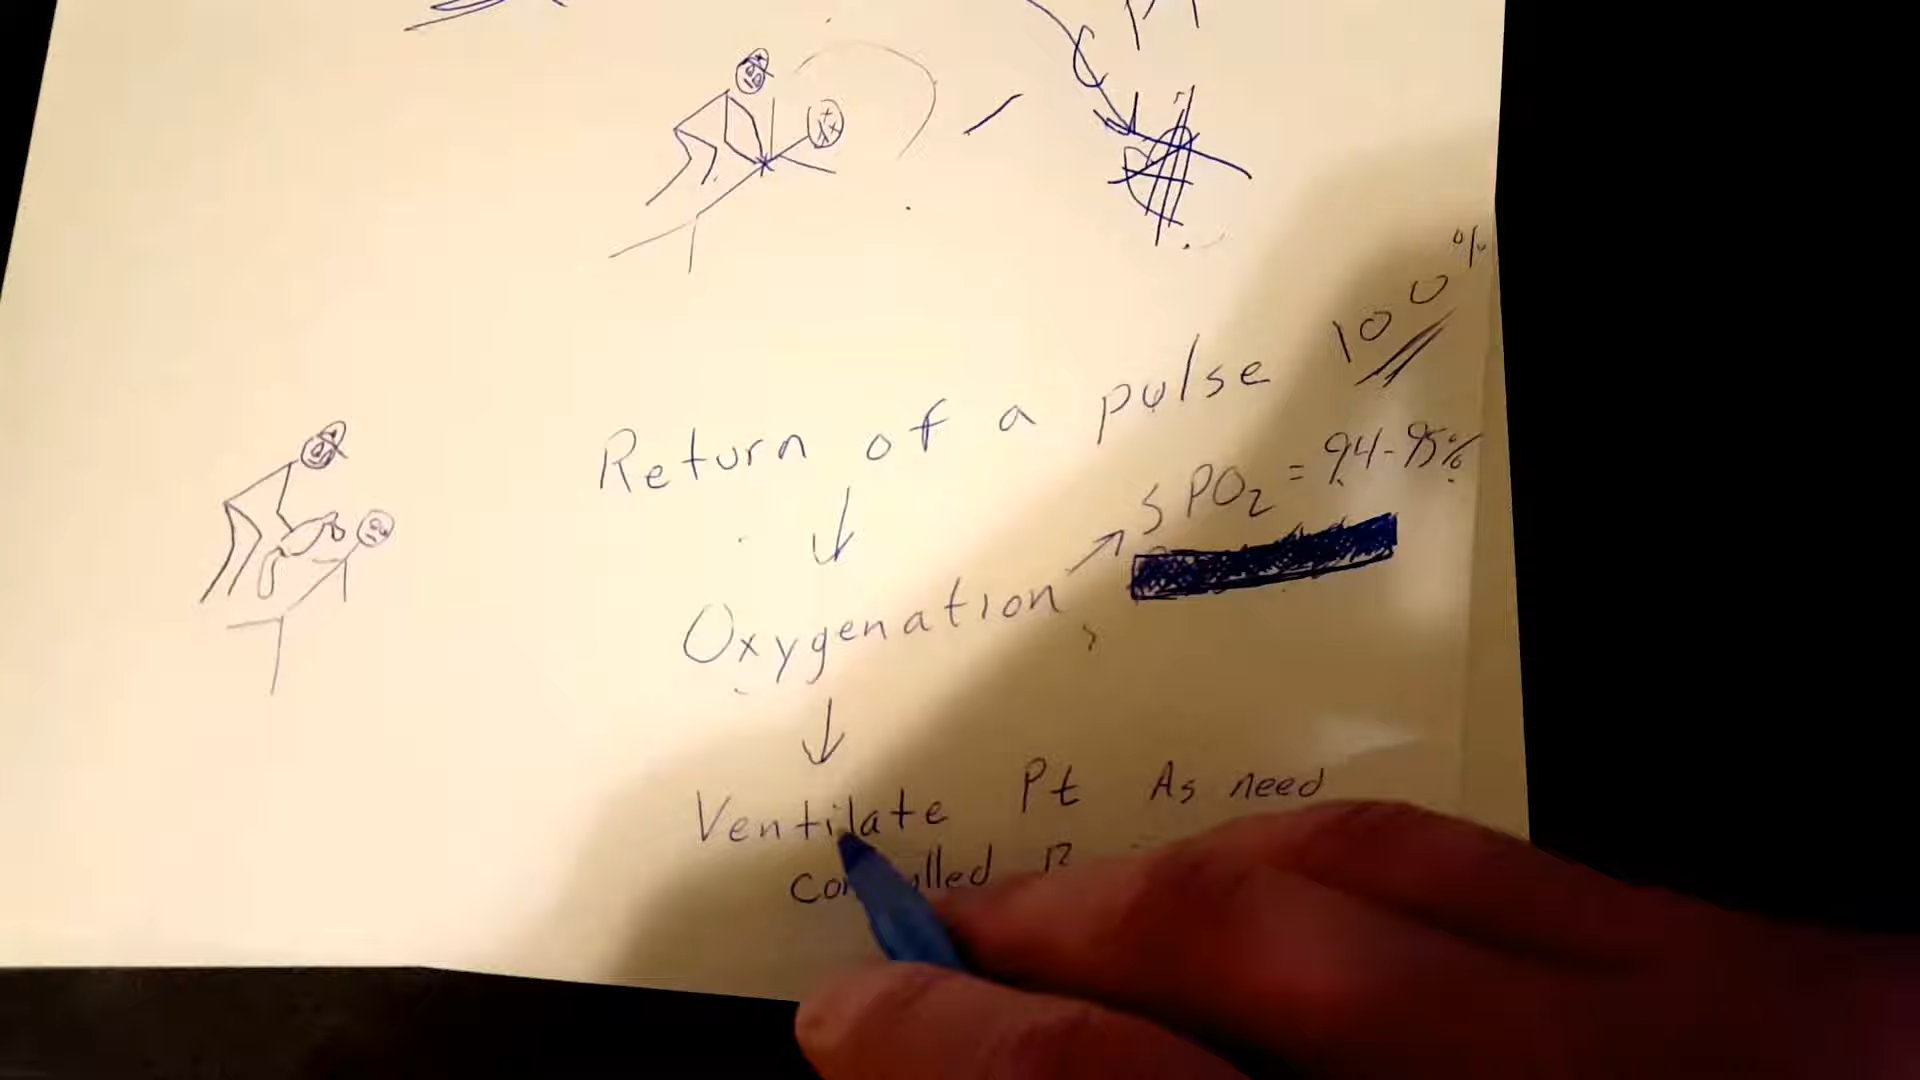 100%
Return of a pulse
SPO2 = 94-95%
Oxygenation
Ventilate Pt As need